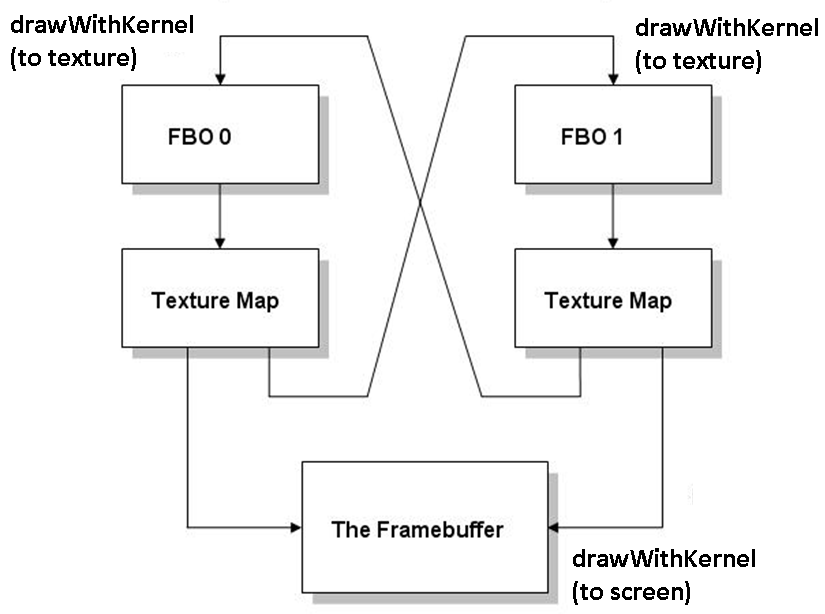 drawWithKernel
(to texture)
drawWithKernel
(to texture)
FBO 0
FBO 1
Texture Map
Texture Map
The Framebuffer
drawWithKernel
(to screen)